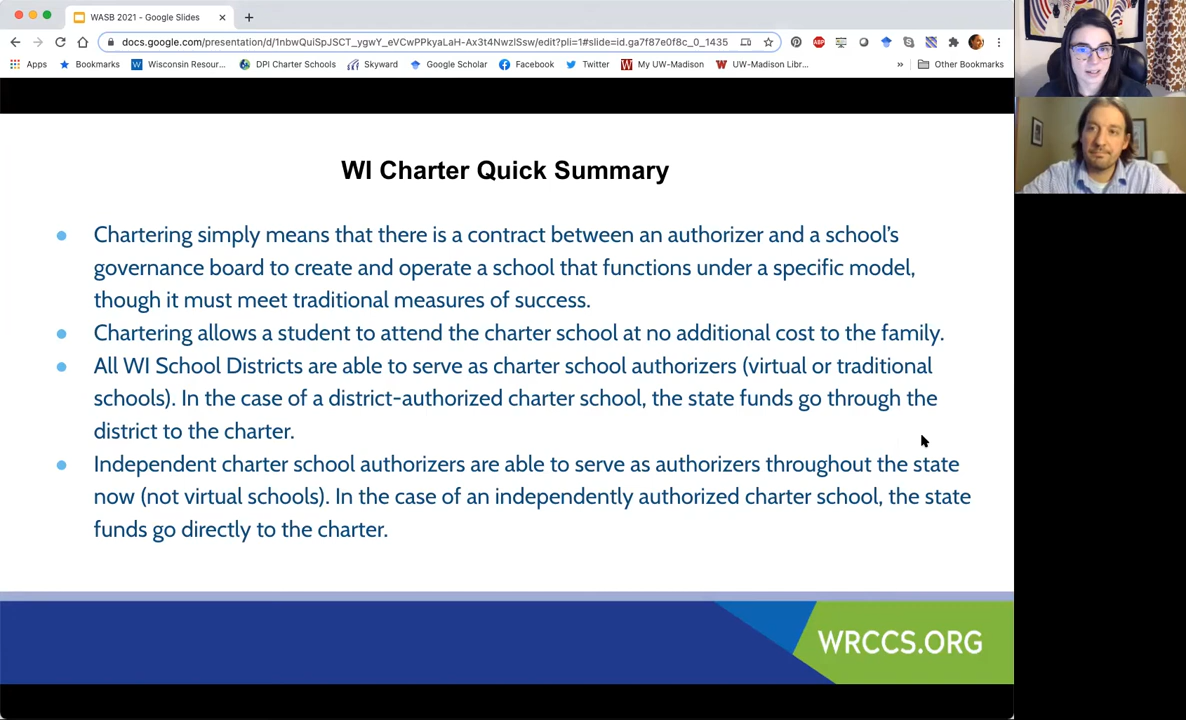 WASB 2021 - Google Slides
docs.google.com/presentation/d/1nbwQuiSpJSCT_ygwY_eVCwPPkyaLaH-Ax3t4NwzlSsw/edit?pli=1#slide=id.ga7f87e0f8c_0_1435
ABP
Apps Bookmarks Wisconsin Resour... DPI Charter Schools Skyward Google Scholar Facebook Twitter My UW-Madison UW-Madison Libr... » Other Bookmarks
WI Charter Quick Summary
Chartering simply means that there is a contract between an authorizer and a school's
governance board to create and operate a school that functions under a specific model,
though it must meet traditional measures of success.
Chartering allows a student to attend the charter school at no additional cost to the family.
All WI School Districts are able to serve as charter school authorizers (virtual or traditional
schools). In the case of a district-authorized charter school, the state funds go through the
district to the charter.
Independent charter school authorizers are able to serve as authorizers throughout the state
now (not virtual schools). In the case of an independently authorized charter school, the state
funds go directly to the charter.
WRCCS.ORG